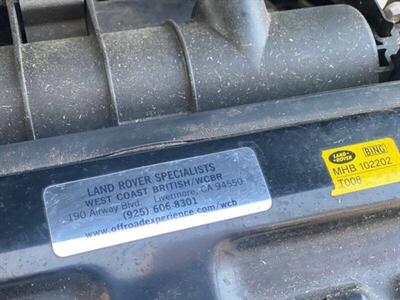 LAND ROVER SPECIALISTS
WEST COAST BRITISH/WCBR
190 Airway Blvd. Livermore, CA 94550
(925) 606.8301
www.offroadexperience.com/wcb
LAND ROVER
BING
MHB 102202
T008